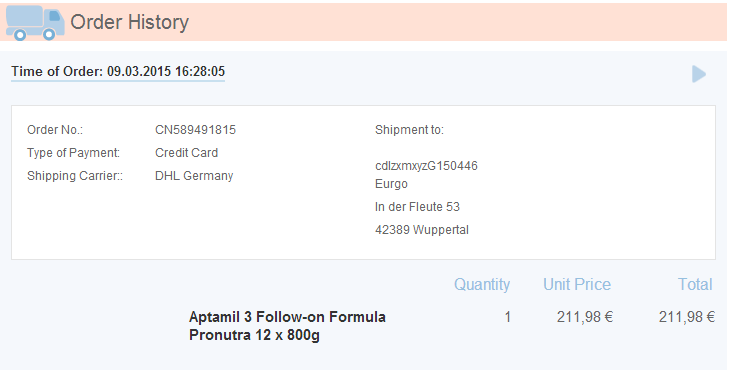 Order History
Time of Order: 09.03.2015 16:28:05
Order No.: CN589491815
Type of Payment: Credit Card
Shipping Carrier:: DHL Germany
Shipment to:
cdlzxmxyzG150446
Eurgo
In der Fleute 53
42389 Wuppertal
Quantity Unit Price Total
Aptamil 3 Follow-on Formula 1 211,98 € 211,98 €
Pronutra 12 x 800g